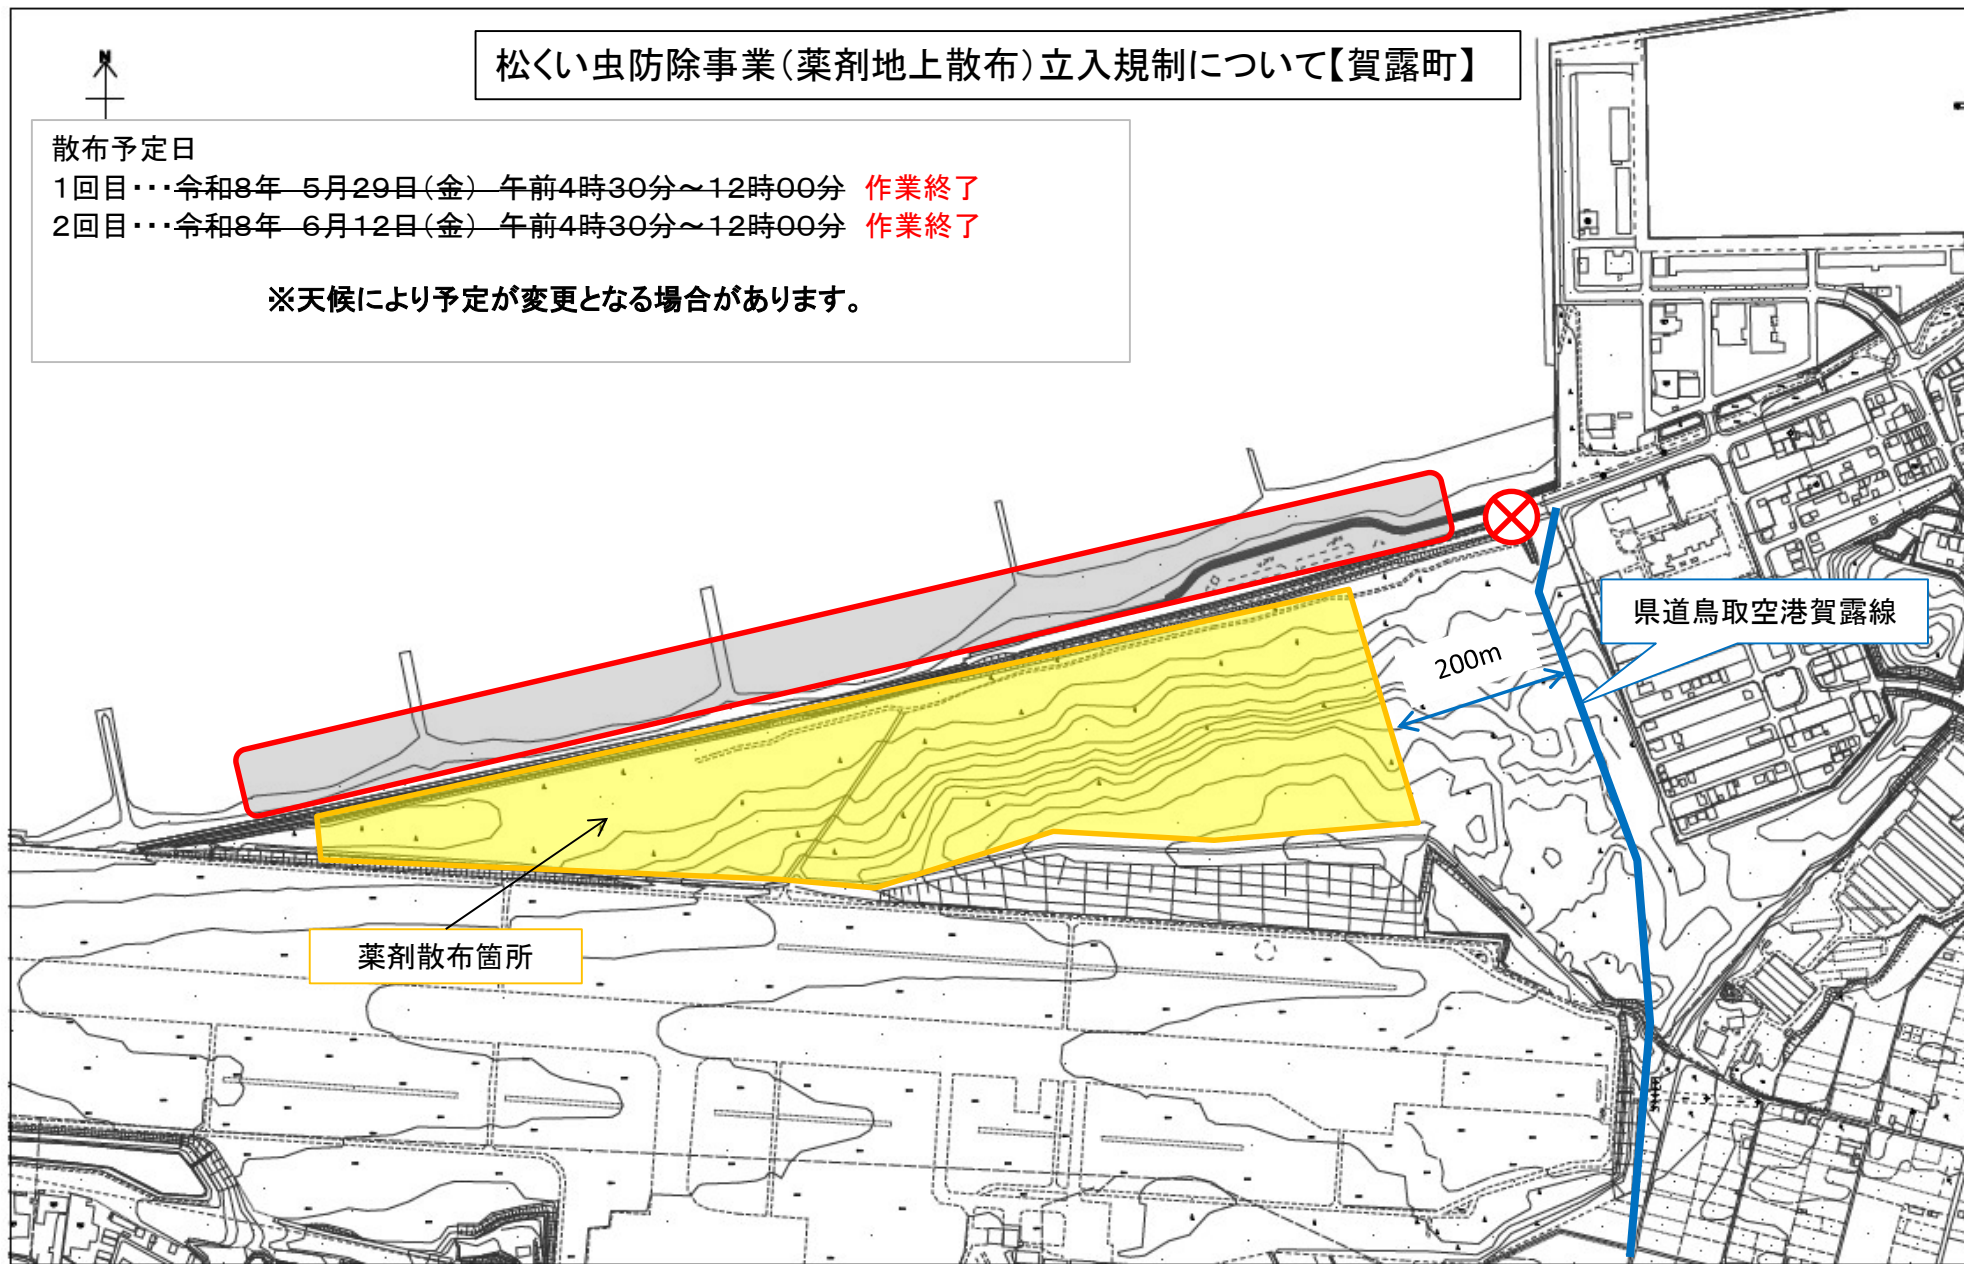 松くい虫防除事業(薬剤地上散布)立入規制について【賀露町】
N
散布予定日
1回目・・・令和8年 5月29日(金) 午前4時30分～12時00分 作業終了
2回目・・・令和8年 6月12日(金) 午前4時30分～12時00分 作業終了
※天候により予定が変更となる場合があります。
県道鳥取空港賀露線
200m
薬剤散布箇所